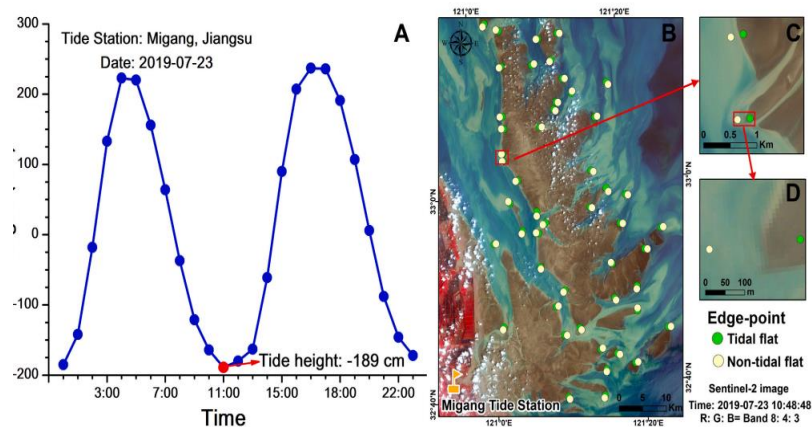 300
200
100
0
-100
-200
Tide Station: Migang, Jiangsu
Date: 2019-07-23
A
Tide height: -189 cm
3:00
7:00
11:00
15:00
19:00
23:00
Time
121°0'E
121°20'E
B
33°0'N
32°40'N
33°0'N
32°40'N
Migang Tide Station
0 5 10
Km
121°0'E
121°20'E
C
0 0.5 1
Km
D
0 50 100
m
Edge-point
Tidal flat
Non-tidal flat
Sentinel-2 image
Time: 2019-07-23 10:48:48
R: G: B= Band 8: 4: 3